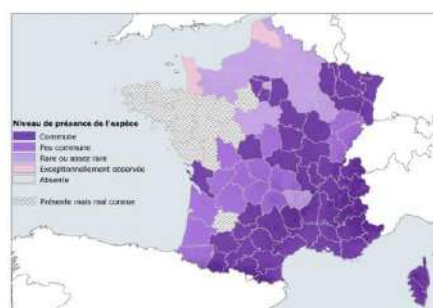 Niveau de présence de l'espèce
Commune
Peu commune
Rare ou assez rare
Exceptionnellement observée
Absente
Présente mais mal connue